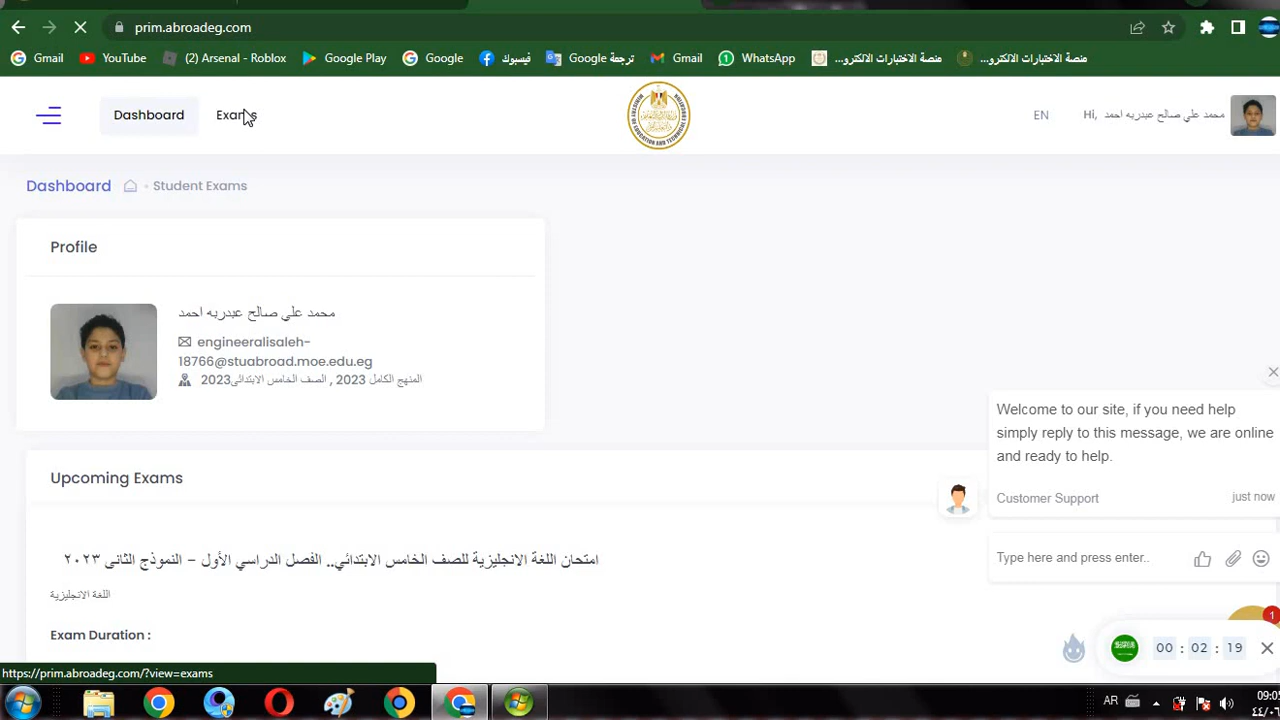 prim.abroadeg.com
Gmail YouTube (2) Arsenal - Roblox Google Play Google فيسبوك Google ترجمة Gmail WhatsApp منصة الاختبارات الالكترو... منصة الاختبارات الالكترو...
Dashboard Exams EN Hi, محمد علي صالح عبدربه احمد
Dashboard Student Exams
Profile
محمد علي صالح عبدربه احمد
engineeralisaleh-
18766@stuabroad.moe.edu.eg
المنهج الكامل 2023 , الصف الخامس الابتدائى2023
Welcome to our site, if you need help
simply reply to this message, we are online
and ready to help.
Customer Support just now
Upcoming Exams
امتحان اللغة الانجليزية للصف الخامس الابتدائي.. الفصل الدراسي الأول – النموذج الثانى ٢٠٢٣
Type here and press enter..
اللغة الانجليزية
Exam Duration :
1
00 : 02 : 19
https://prim.abroadeg.com/?view=exams
AR